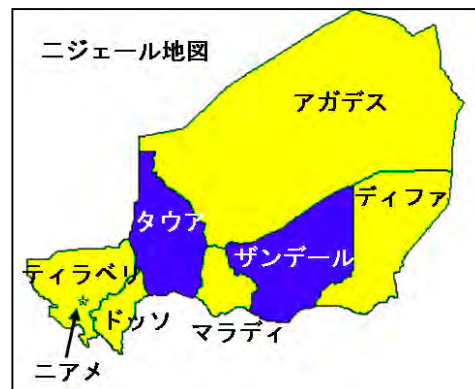 ニジェール地図
アガデス
ディファ
タウア
ザンデール
ティラベリ
ドッソ
マラディ
ニアメ